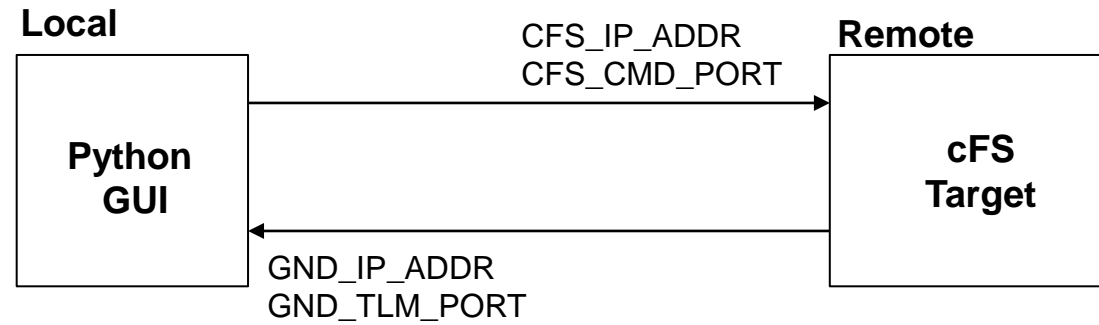 Local
CFS_IP_ADDR
CFS_CMD_PORT
Remote
Python
GUI
cFS
Target
GND_IP_ADDR
GND_TLM_PORT